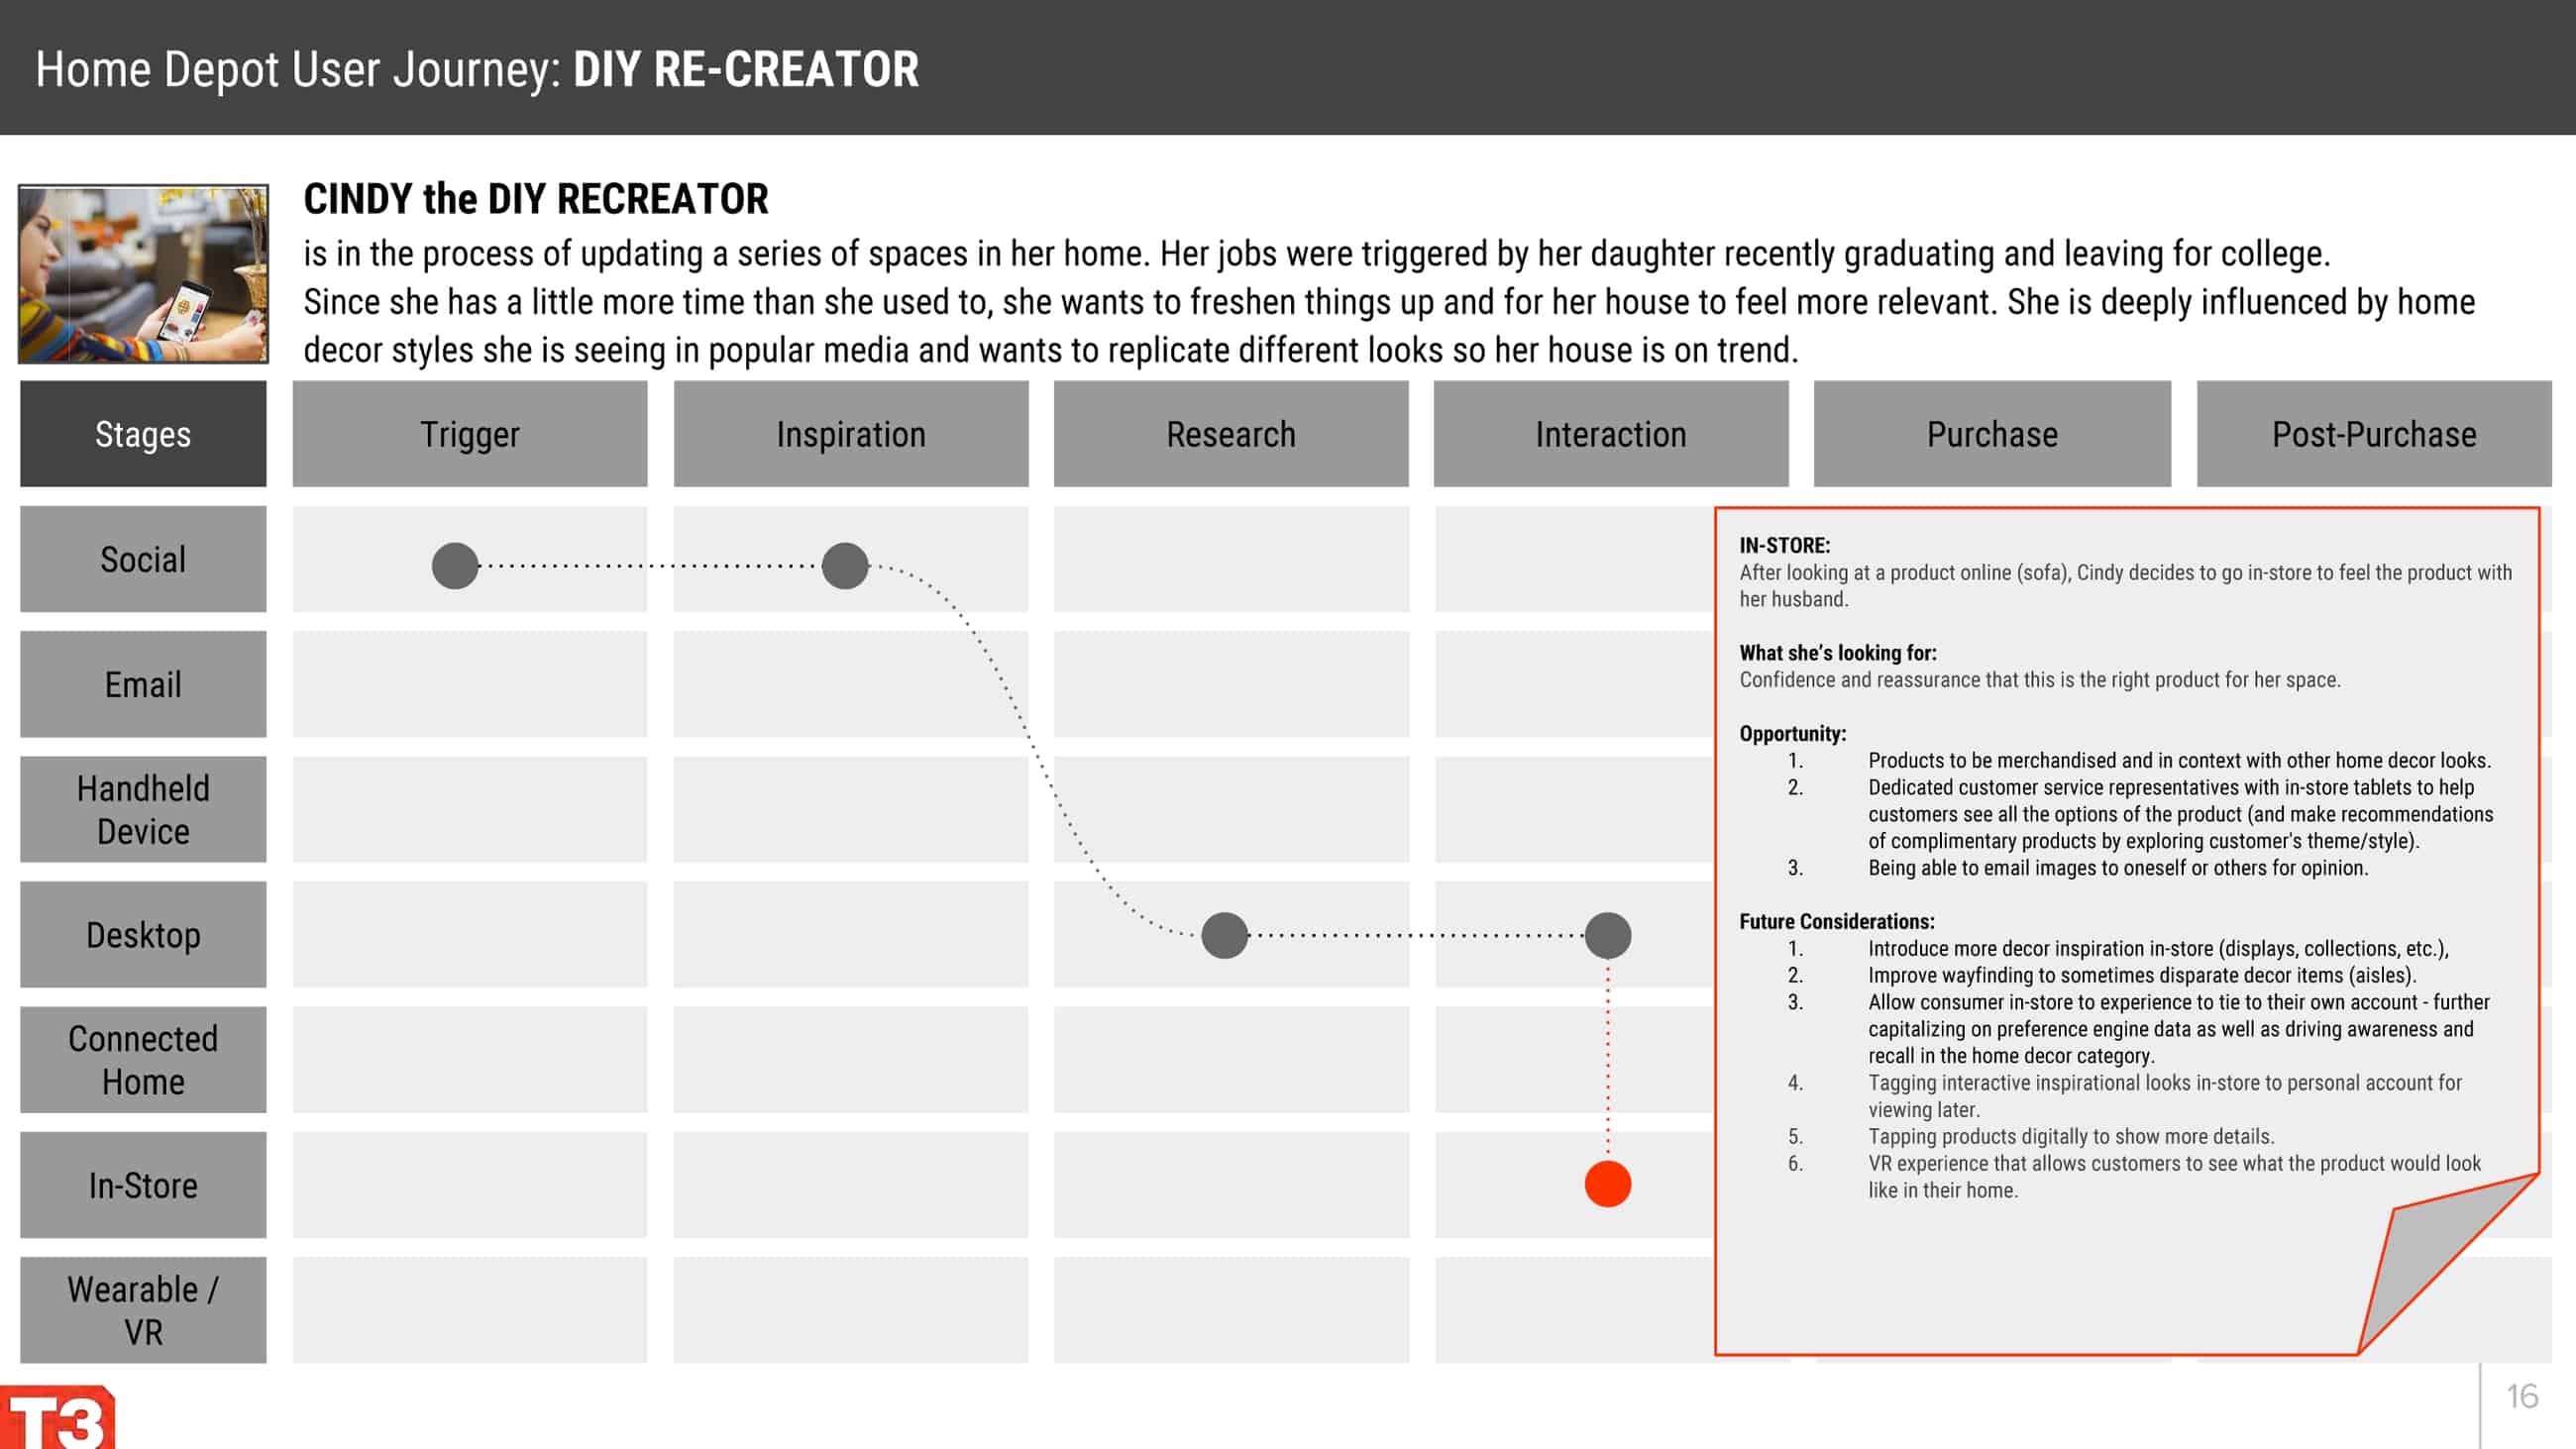 Home Depot User Journey: DIY RE-CREATOR
CINDY the DIY RECREATOR
is in the process of updating a series of spaces in her home. Her jobs were triggered by her daughter recently graduating and leaving for college.
Since she has a little more time than she used to, she wants to freshen things up and for her house to feel more relevant. She is deeply influenced by home
decor styles she is seeing in popular media and wants to replicate different looks so her house is on trend.
Stages
Trigger
Inspiration
Research
Interaction
Purchase
Post-Purchase
Social
Email
Handheld
Device
Desktop
Connected
Home
In-Store
Wearable /
VR
IN-STORE:
After looking at a product online (sofa), Cindy decides to go in-store to feel the product with
her husband.
What she's looking for:
Confidence and reassurance that this is the right product for her space.
Opportunity:
1. Products to be merchandised and in context with other home decor looks.
2. Dedicated customer service representatives with in-store tablets to help
customers see all the options of the product (and make recommendations
of complimentary products by exploring customer's theme/style).
3. Being able to email images to oneself or others for opinion.
Future Considerations:
1. Introduce more decor inspiration in-store (displays, collections, etc.),
2. Improve wayfinding to sometimes disparate decor items (aisles).
3. Allow consumer in-store to experience to tie to their own account - further
capitalizing on preference engine data as well as driving awareness and
recall in the home decor category.
4. Tagging interactive inspirational looks in-store to personal account for
viewing later.
5. Tapping products digitally to show more details.
6. VR experience that allows customers to see what the product would look
like in their home.
T3
16